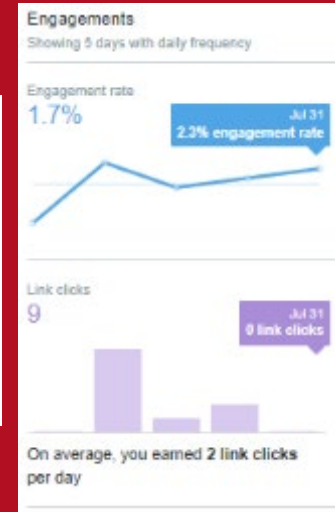 Engagements
Showing 5 days with daily frequency
Engagement rate
1.7%
Jul 31
2.3% engagement rate
Link clicks
9
Jul 31
0 link clicks
On average, you earned 2 link clicks
per day